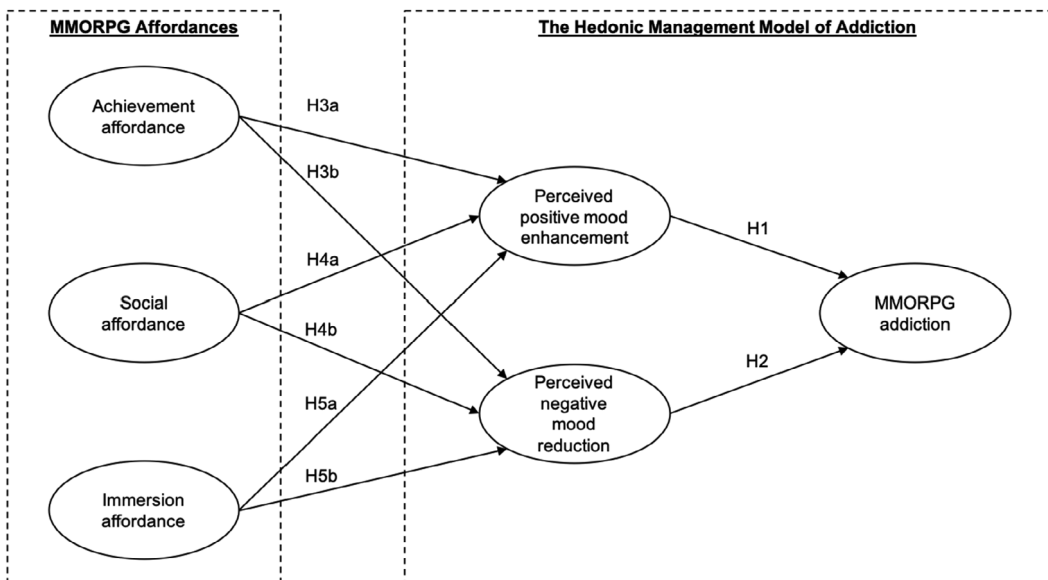 MMORPG Affordances
The Hedonic Management Model of Addiction
Achievement
affordance
H3a
H3b
Perceived
positive mood
enhancement
H1
H4a
Social
affordance
H4b
MMORPG
addiction
H2
Perceived
negative
mood
reduction
H5a
H5b
Immersion
affordance